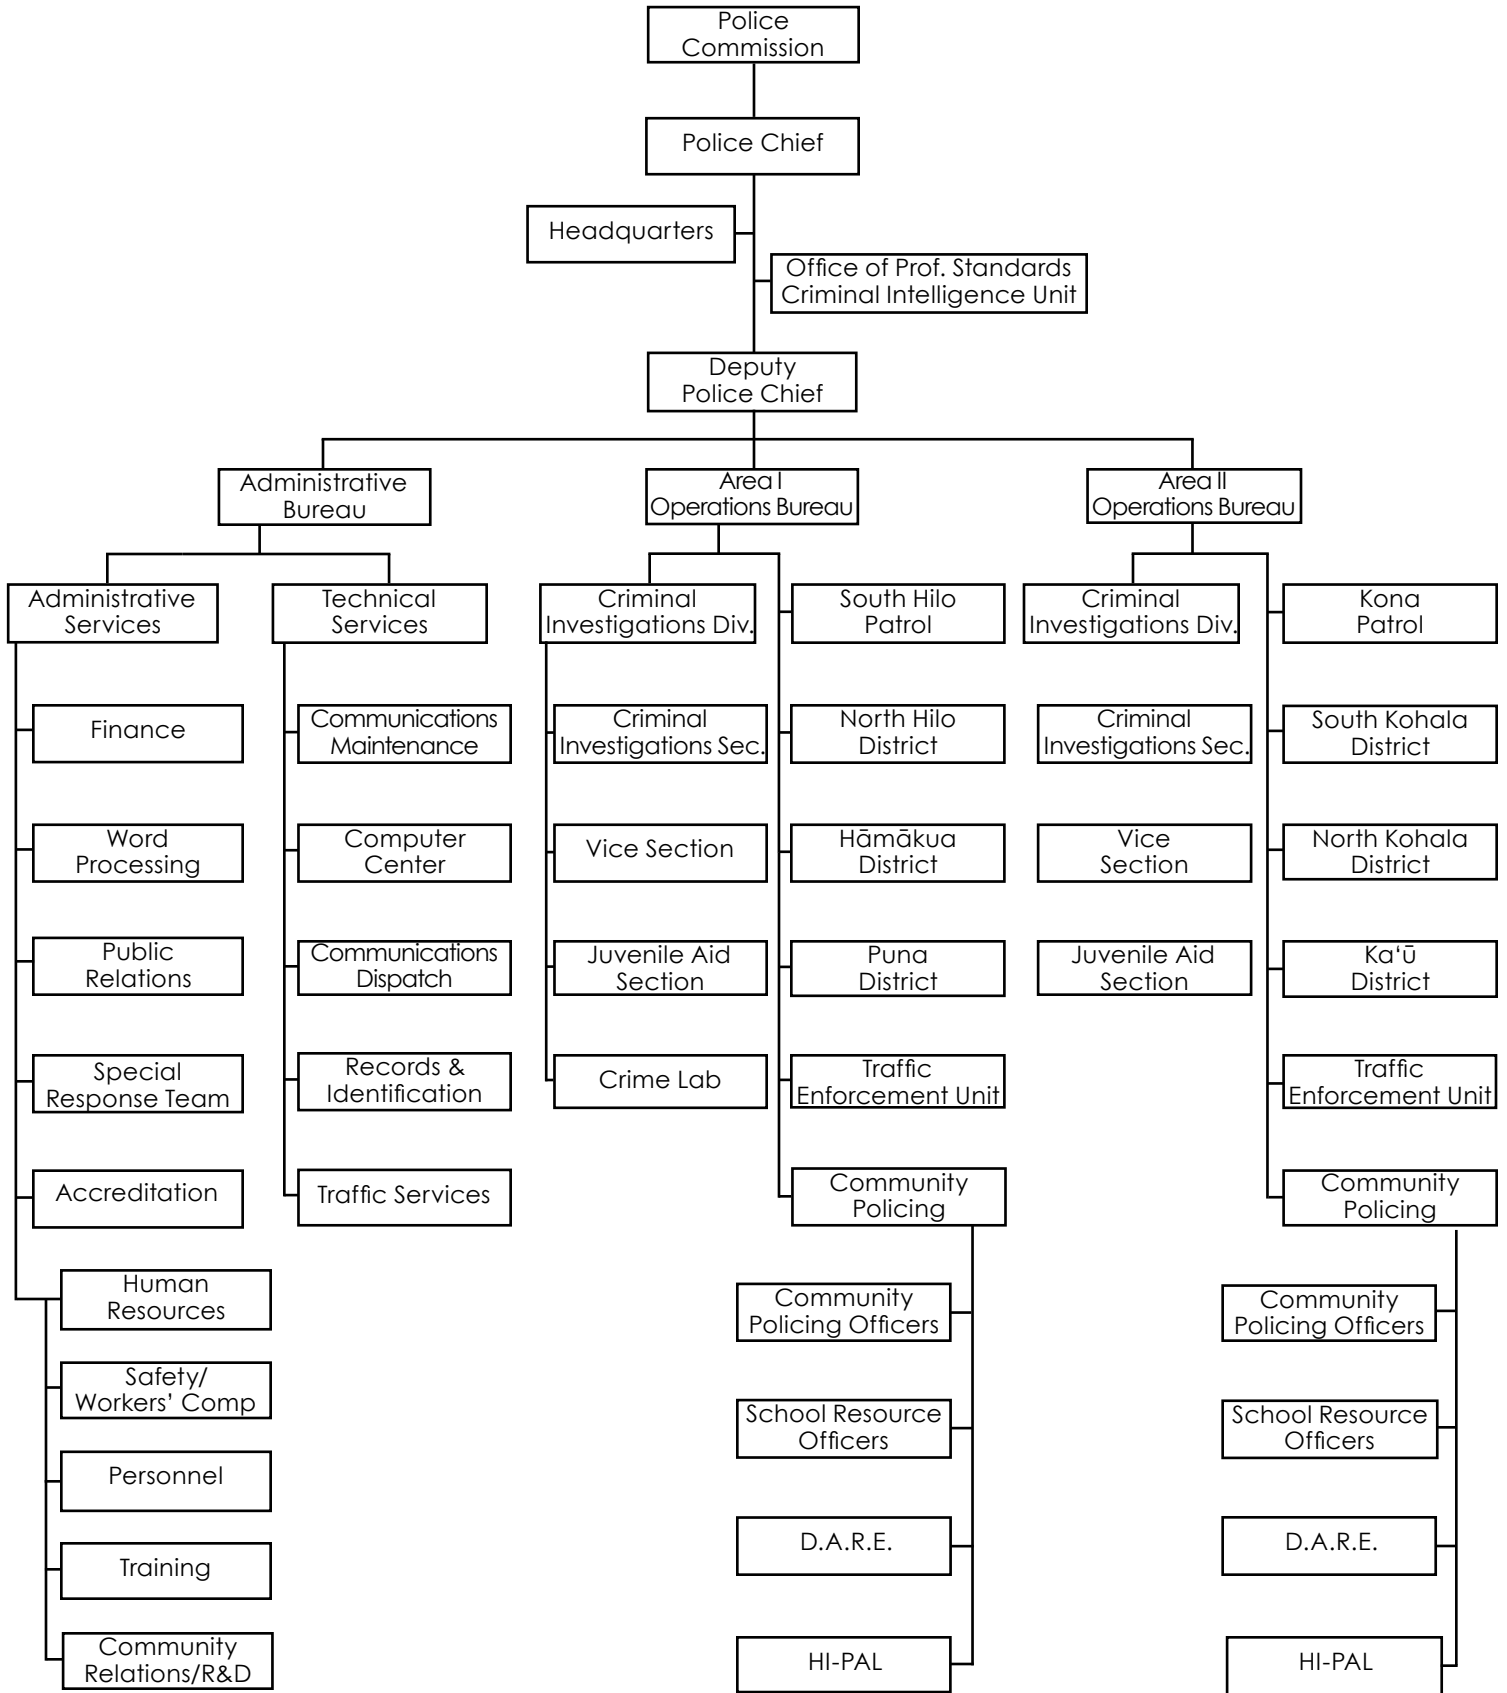 Police
Commission
Police Chief
Headquarters
Office of Prof. Standards
Criminal Intelligence Unit
Deputy
Police Chief
Administrative
Bureau
Area I
Operations Bureau
Area II
Operations Bureau
Administrative
Services
Technical
Services
Criminal
Investigations Div.
South Hilo
Patrol
Criminal
Investigations Div.
Kona
Patrol
Finance
Communications
Maintenance
Criminal
Investigations Sec.
North Hilo
District
Criminal
Investigations Sec.
South Kohala
District
Word
Processing
Computer
Center
Vice Section
Hāmākua
District
Vice
Section
North Kohala
District
Public
Relations
Communications
Dispatch
Juvenile Aid
Section
Puna
District
Juvenile Aid
Section
Ka‘ū
District
Special
Response Team
Records &
Identification
Crime Lab
Traffic
Enforcement Unit
Traffic
Enforcement Unit
Accreditation
Traffic Services
Community
Policing
Community
Policing
Human
Resources
Community
Policing Officers
Community
Policing Officers
Safety/
Workers’ Comp
School Resource
Officers
School Resource
Officers
Personnel
Training
D.A.R.E.
D.A.R.E.
Community
Relations/R&D
HI-PAL
HI-PAL